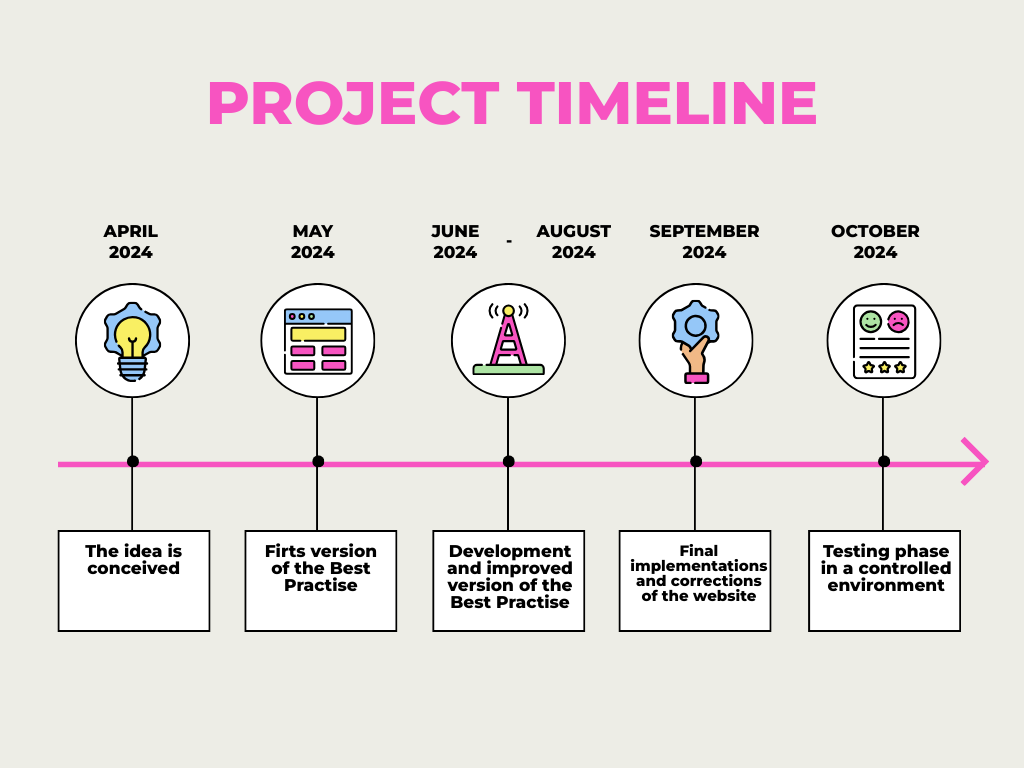 PROJECT TIMELINE
APRIL
2024
MAY
2024
JUNE
2024
-
AUGUST
2024
SEPTEMBER
2024
OCTOBER
2024
The idea is
conceived
Firts version
of the Best
Practise
Development
and improved
version of the
Best Practise
Final
implementations
and corrections
of the website
Testing phase
in a controlled
environment